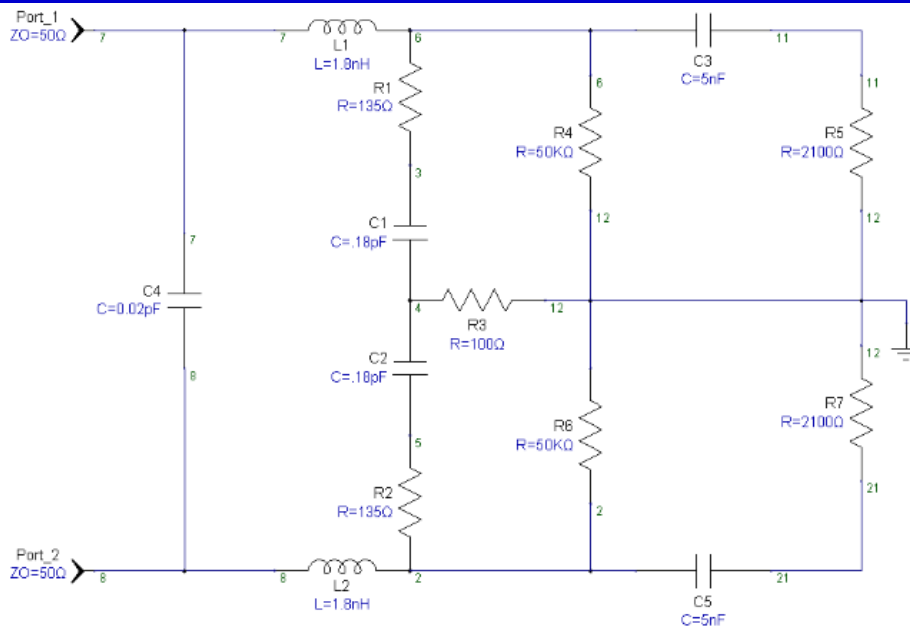 Port_1
ZO=50Ω
7
7
L1
L=1.8nH
6
C3
C=5nF
11
R1
R=135Ω
6
11
R4
R=50KΩ
R5
R=2100Ω
3
12
12
C1
C=.18pF
7
C4
C=0.02pF
4
R3
R=100Ω
12
C2
C=.18pF
12
8
R6
R=50KΩ
R7
R=2100Ω
5
R2
R=135Ω
2
21
Port_2
ZO=50Ω
8
8
L2
L=1.8nH
2
C5
C=5nF
21